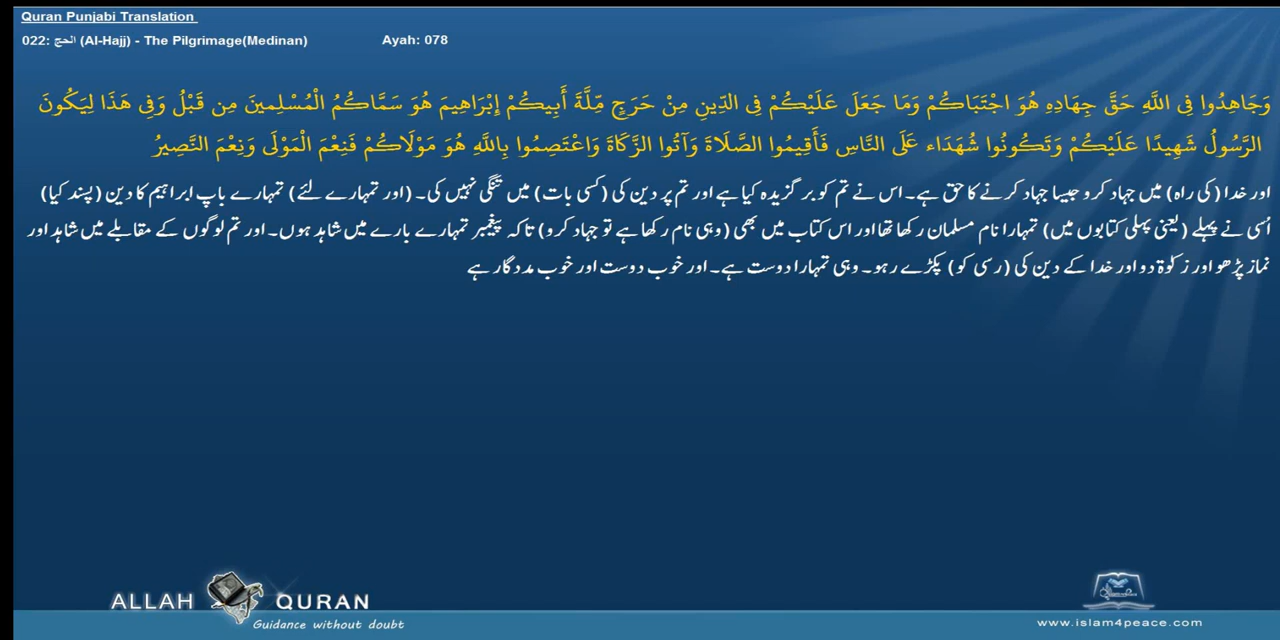 Quran Punjabi Translation
022: الحج (Al-Hajj) - The Pilgrimage(Medinan) Ayah: 078
وَجَاهِدُوا فِي اللَّهِ حَقَّ جِهَادِهِ هُوَ اجْتَبَاكُمْ وَمَا جَعَلَ عَلَيْكُمْ فِي الدِّينِ مِنْ حَرَجٍ مِّلَّةَ أَبِيكُمْ إِبْرَاهِيمَ هُوَ سَمَّاكُمُ الْمُسْلِمينَ مِن قَبْلُ وَفِي هَذَا لِيَكُونَ
الرَّسُولُ شَهِيدًا عَلَيْكُمْ وَتَكُونُوا شُهَدَاء عَلَى النَّاسِ فَأَقِيمُوا الصَّلَاةَ وَآتُوا الزَّكَاةَ وَاعْتَصِمُوا بِاللَّهِ هُوَ مَوْلَاكُمْ فَنِعْمَ الْمَوْلَى وَنِعْمَ النَّصِيرُ
اور خدا (کی راہ) میں جہاد کرو جیسا جہاد کرنے کا حق ہے۔ اس نے تم کو برگزیدہ کیا ہے اور تم پر دین کی (کسی بات) میں تنگی نہیں کی۔ (اور تمہارے لئے) تمہارے باپ ابراہیم کا دین (پسند کیا)
اُسی نے پہلے (یعنی پہلی کتابوں میں) تمہارا نام مسلمان رکھا تھا اور اس کتاب میں بھی (وہی نام رکھا ہے تو جہاد کرو) تاکہ پیغمبر تمہارے بارے میں شاہد ہوں۔ اور تم لوگوں کے مقابلے میں شاہد اور
نماز پڑھو اور زکوٰة دو اور خدا کے دین کی (رسی کو) پکڑے رہو۔ وہی تمہارا دوست ہے۔ اور خوب دوست اور خوب مددگار ہے
ALLAH QURAN
Guidance without doubt
www.islam4peace.com